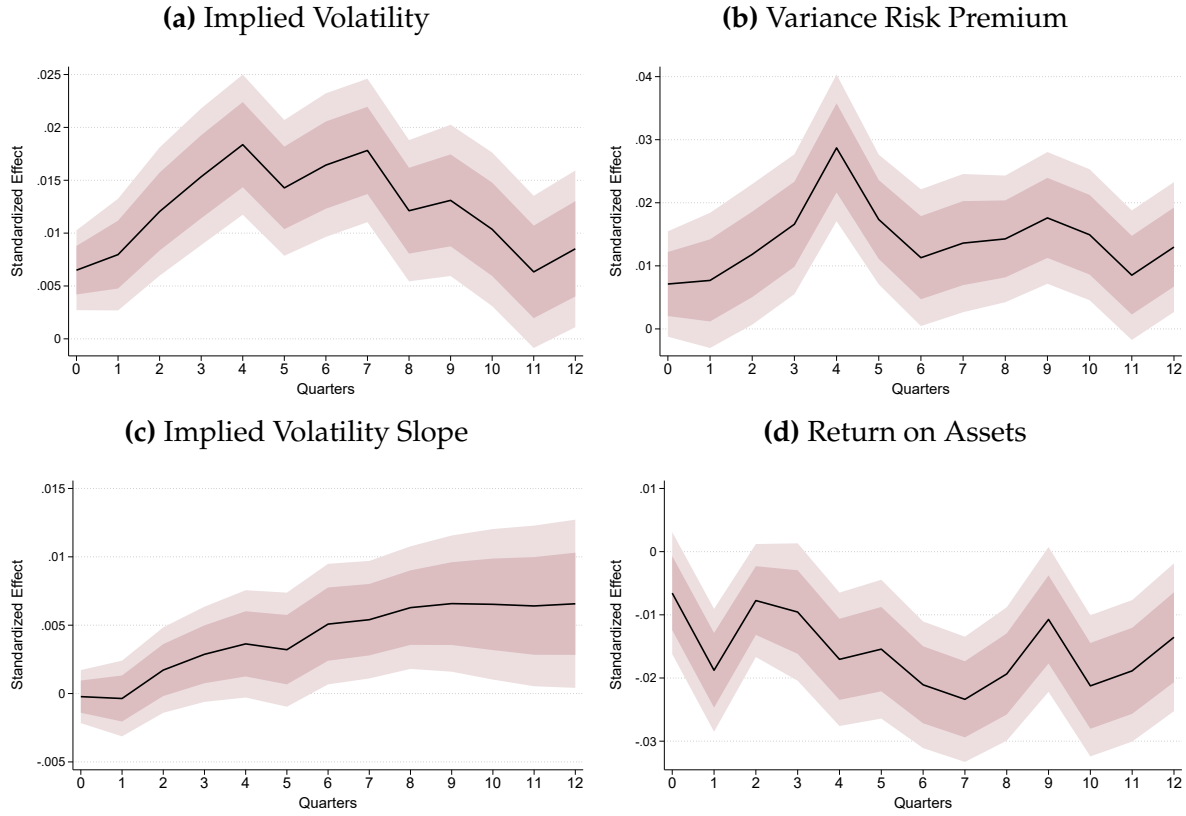 (a) Implied Volatility
.025
.02
.015
.01
.005
0
Standardized Effect
0 1 2 3 4 5 6 7 8 9 10 11 12
Quarters
(b) Variance Risk Premium
.04
.03
.02
.01
0
Standardized Effect
0 1 2 3 4 5 6 7 8 9 10 11 12
Quarters
(c) Implied Volatility Slope
.015
.01
.005
0
-.005
Standardized Effect
0 1 2 3 4 5 6 7 8 9 10 11 12
Quarters
(d) Return on Assets
.01
0
-.01
-.02
-.03
Standardized Effect
0 1 2 3 4 5 6 7 8 9 10 11 12
Quarters